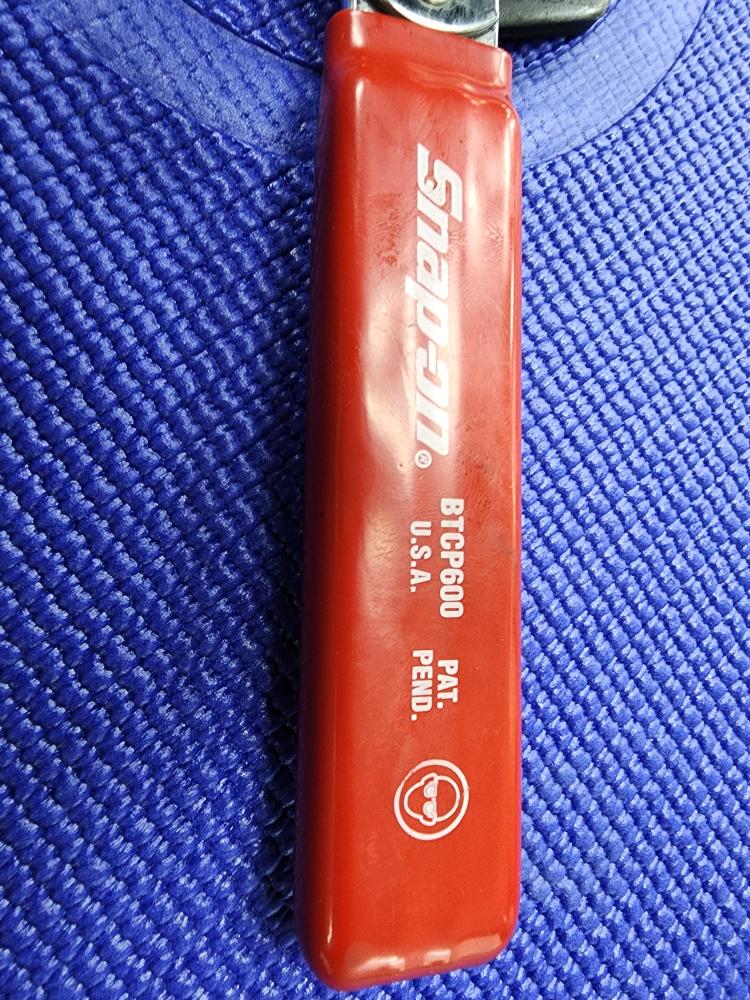 Snap-on®
BTCP600
U.S.A.
PAT.
PEND.